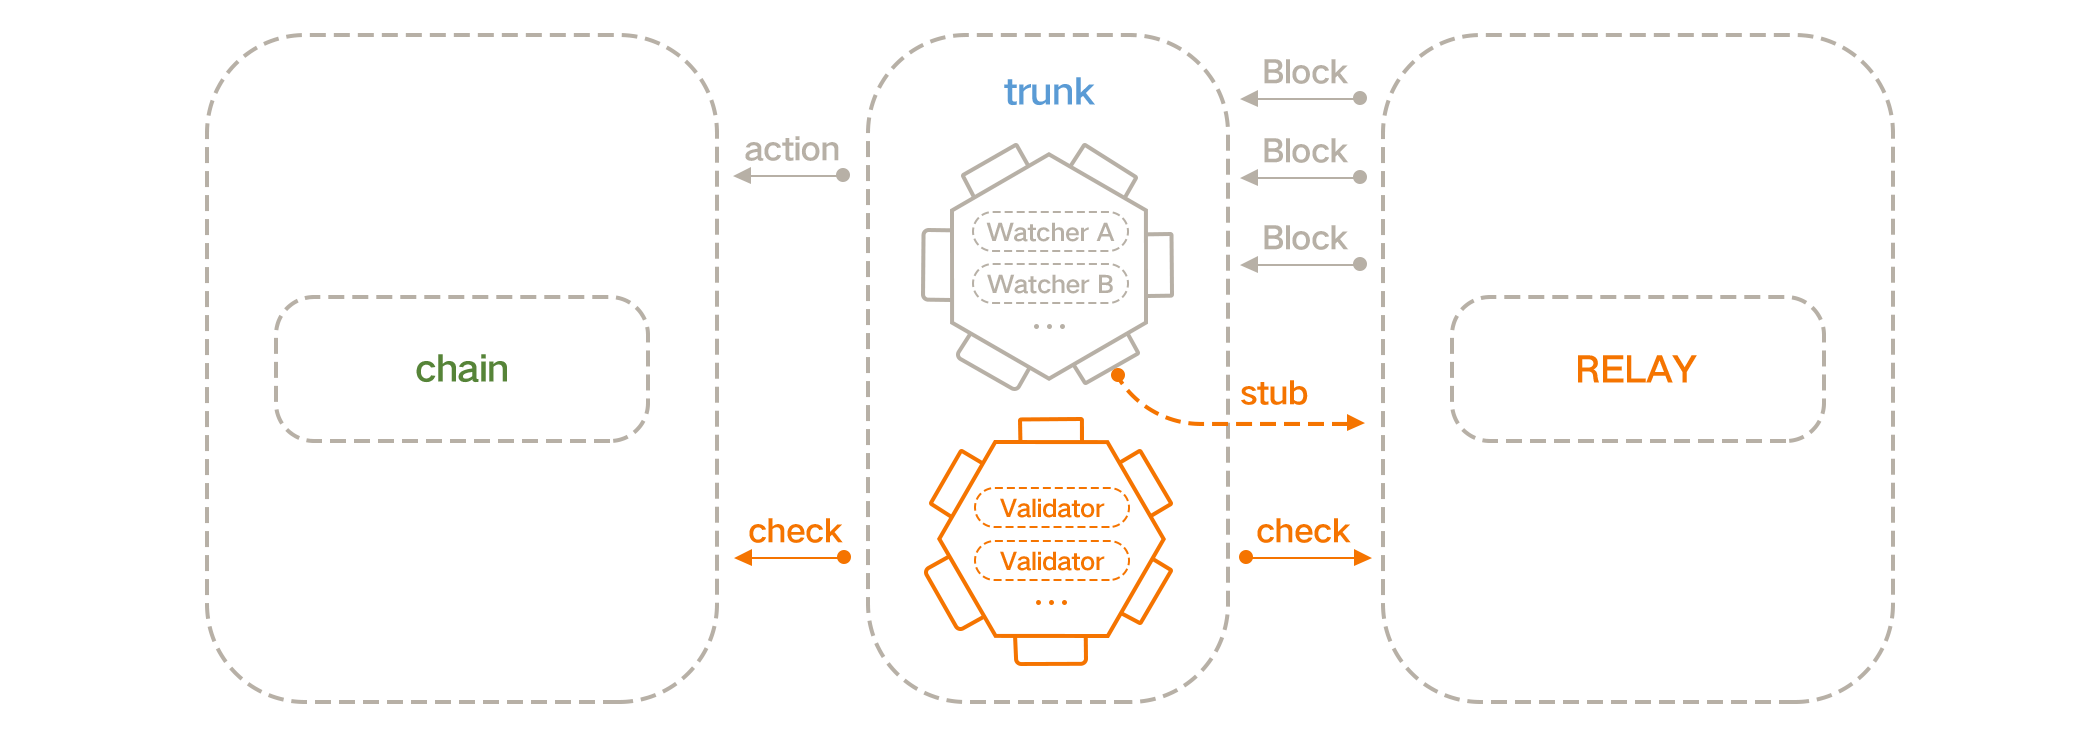 trunk
Block
action
Block
Block
Watcher A
Watcher B
...
chain
RELAY
stub
check
Validator
Validator
...
check